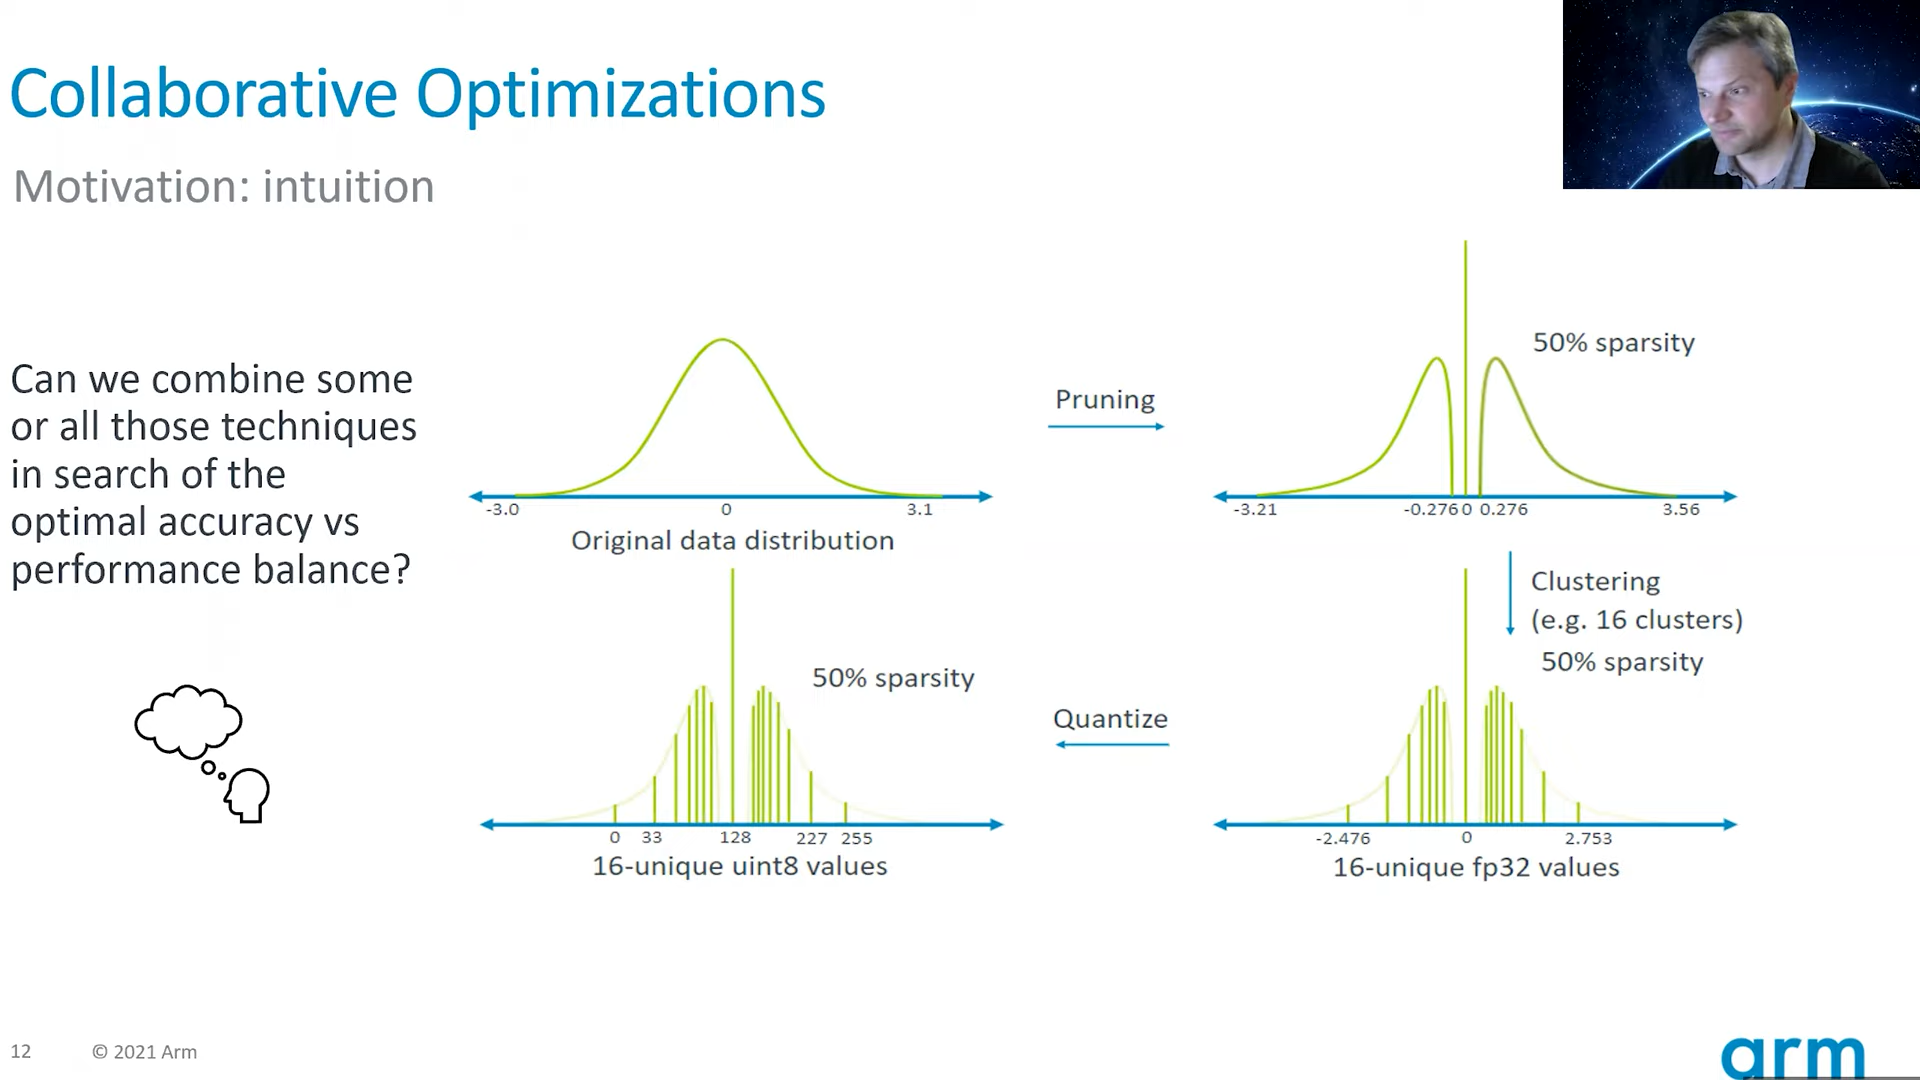 Collaborative Optimizations
Motivation: intuition
Can we combine some
or all those techniques
in search of the
optimal accuracy vs
performance balance?
-3.0 0 3.1
Original data distribution
Pruning
50% sparsity
-3.21 -0.276 0 0.276 3.56
Clustering
(e.g. 16 clusters)
50% sparsity
-2.476 0 2.753
16-unique fp32 values
Quantize
50% sparsity
0 33 128 227 255
16-unique uint8 values
12 © 2021 Arm
arm